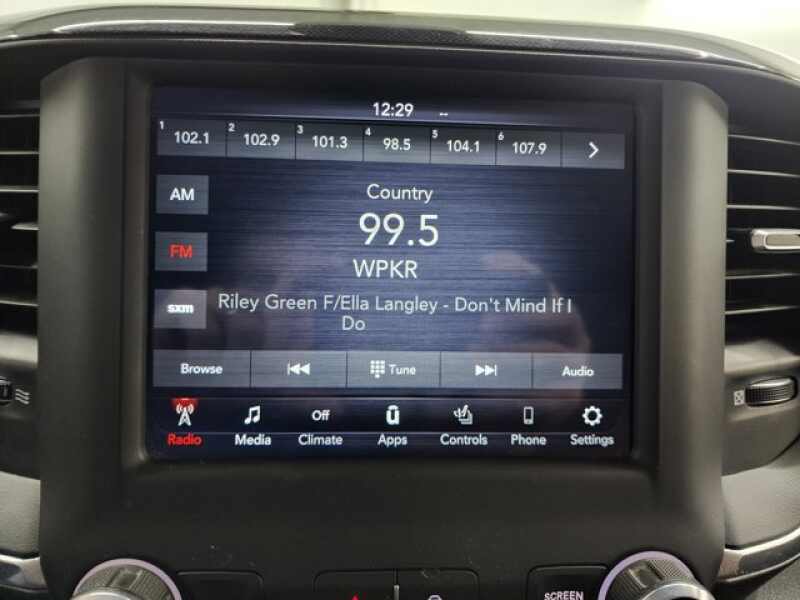 12:29 --
1 102.1 2 102.9 3 101.3 4 98.5 5 104.1 6 107.9
AM
Country
99.5
FM
WPKR
sxm
Riley Green F/Ella Langley - Don't Mind If I
Do
Browse Tune Audio
Off
Radio Media Climate Apps Controls Phone Settings
SCREEN